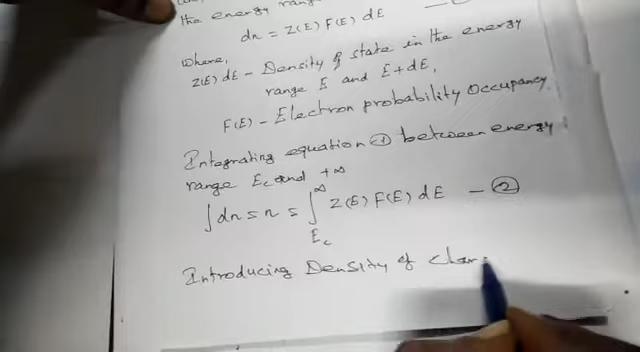 the energy range
dn = Z(E) F(E) dE
Where,
Z(E) dE - Density of state in the energy
range E and E+dE,
F(E) - Electron probability Occupancy.
Integrating equation ① between energy
range Ec and +∞
∫dn = n = ∫_{Ec}^{∞} Z(E) F(E) dE - ②
Introducing Density of